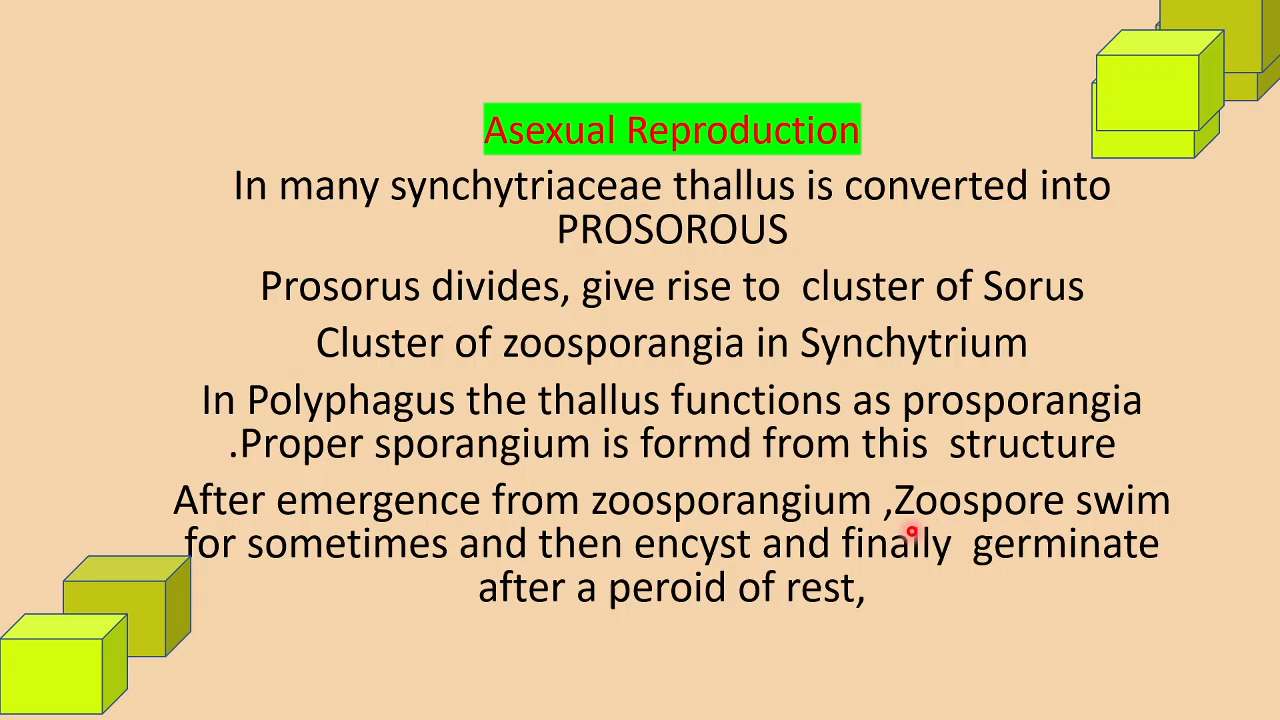 Asexual Reproduction
In many synchytriaceae thallus is converted into
PROSOROUS
Prosorus divides, give rise to  cluster of Sorus
Cluster of zoosporangia in Synchytrium
In Polyphagus the thallus functions as prosporangia
.Proper sporangium is formd from this  structure
After emergence from zoosporangium ,Zoospore swim
for sometimes and then encyst and finally  germinate
after a peroid of rest,